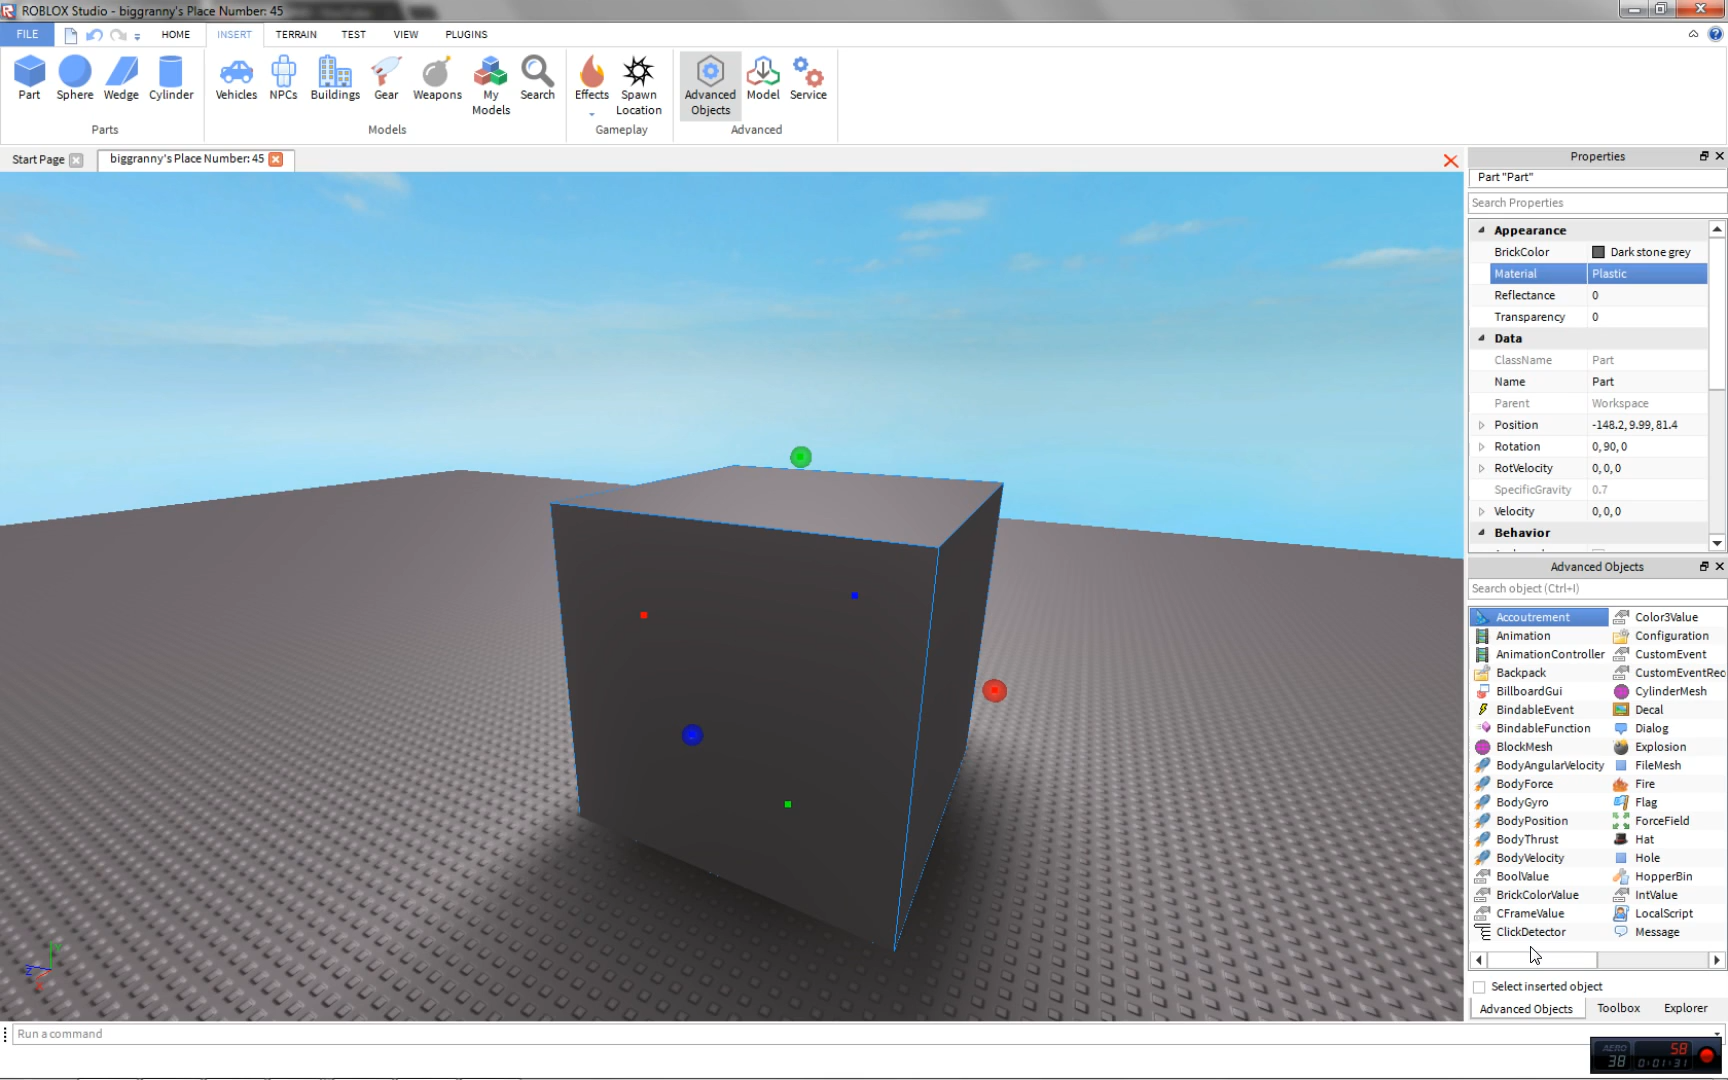 ROBLOX Studio - biggranny's Place Number: 45
FILE HOME INSERT TERRAIN TEST VIEW PLUGINS
Part Sphere Wedge Cylinder Vehicles NPCs Buildings Gear Weapons My Models Search Effects Spawn Location Advanced Objects Model Service
Parts Models Gameplay Advanced
Start Page biggranny's Place Number: 45
Properties
Part "Part"
Search Properties
Appearance
BrickColor Dark stone grey
Material Plastic
Reflectance 0
Transparency 0
Data
ClassName Part
Name Part
Parent Workspace
Position -148.2, 9.99, 81.4
Rotation 0, 90, 0
RotVelocity 0, 0, 0
SpecificGravity 0.7
Velocity 0, 0, 0
Behavior
Advanced Objects
Search object (Ctrl+I)
Accoutrement Color3Value
Animation Configuration
AnimationController CustomEvent
Backpack CustomEventRec
BillboardGui CylinderMesh
BindableEvent Decal
BindableFunction Dialog
BlockMesh Explosion
BodyAngularVelocity FileMesh
BodyForce Fire
BodyGyro Flag
BodyPosition ForceField
BodyThrust Hat
BodyVelocity Hole
BoolValue HopperBin
BrickColorValue IntValue
CFrameValue LocalScript
ClickDetector Message
Select inserted object
Advanced Objects Toolbox Explorer
Run a command
AERO 58
38 0:01:31
Y
Z
X